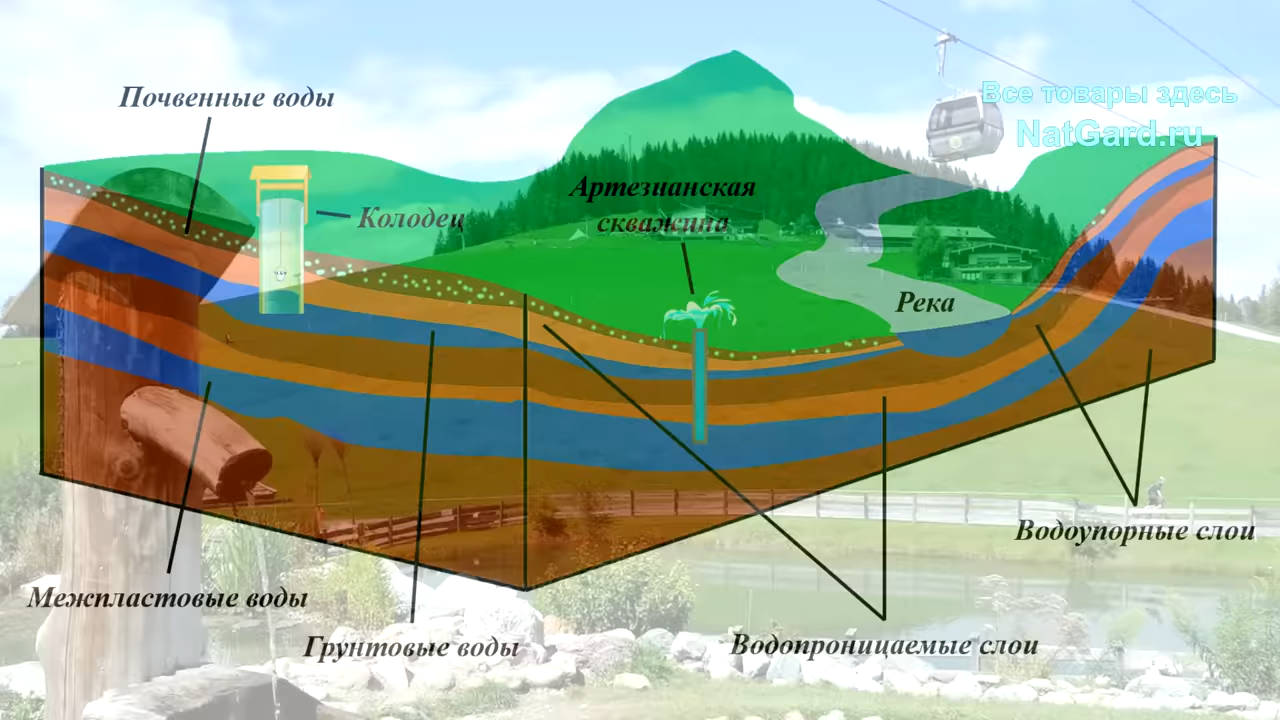 Почвенные воды
Все товары здесь
NatGard.ru
Артезианская
скважина
Колодец
Река
Водоупорные слои
Межпластовые воды
Грунтовые воды
Водопроницаемые слои